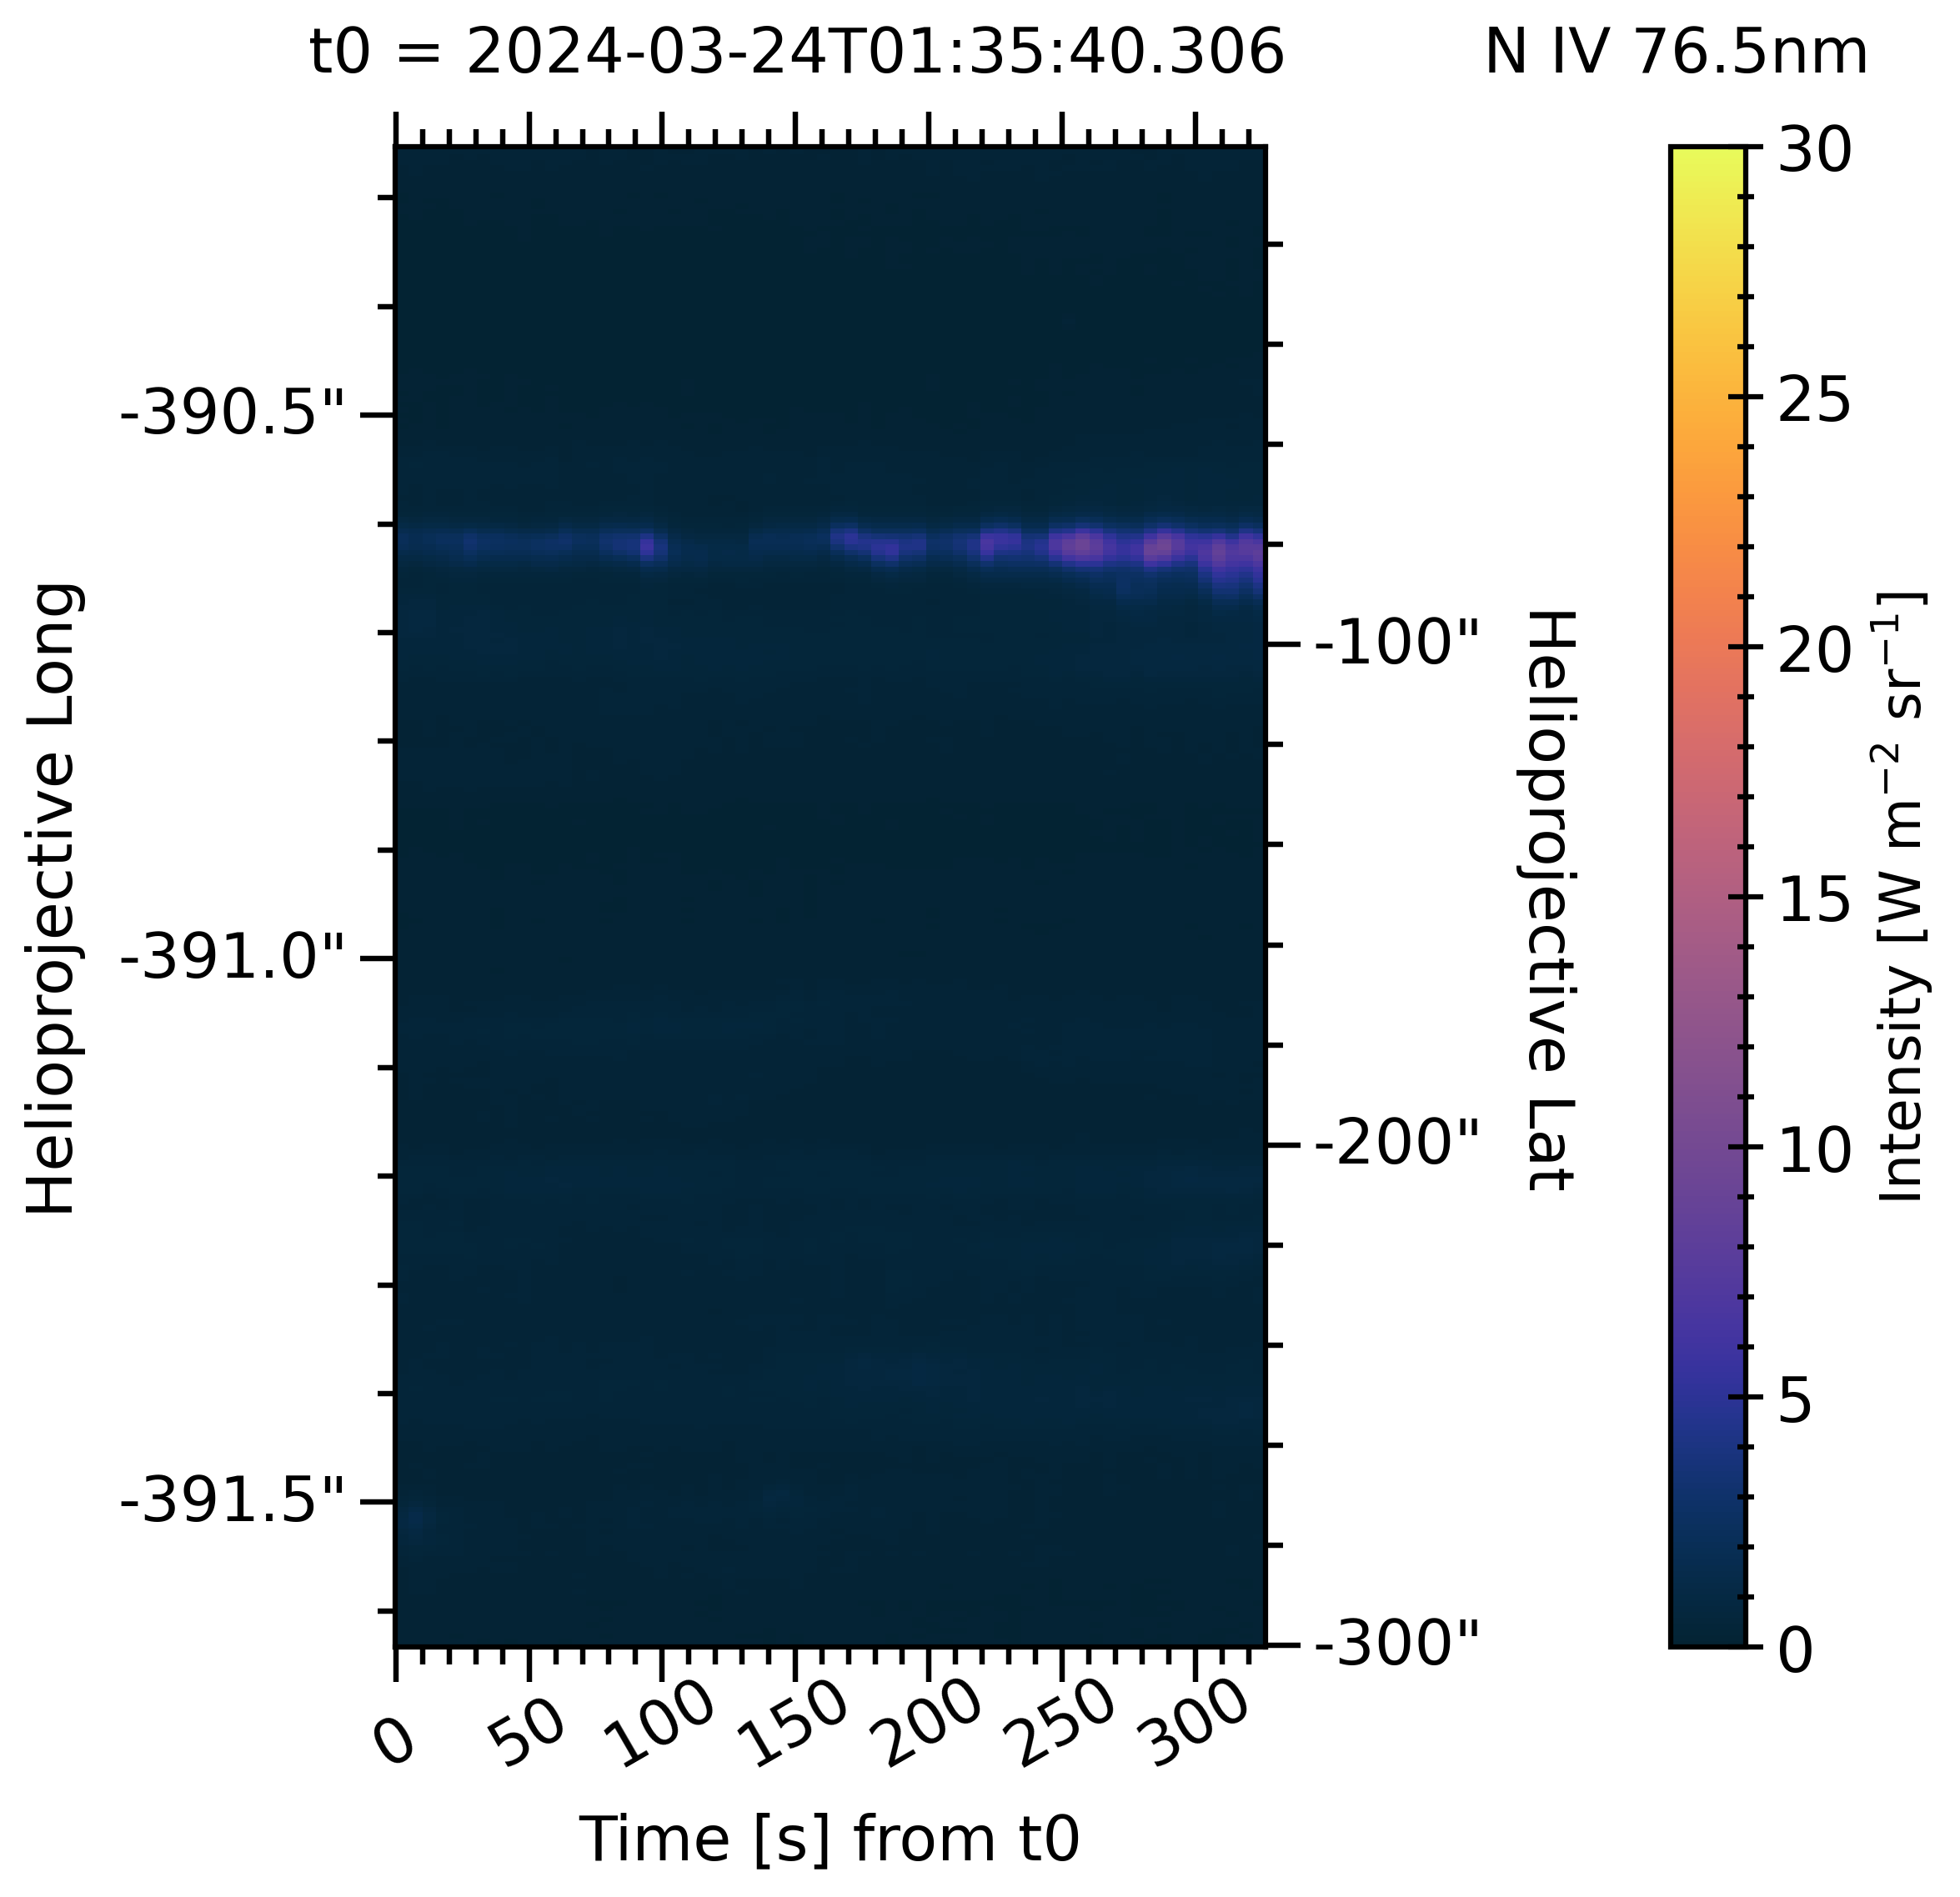 t0 = 2024-03-24T01:35:40.306
N IV 76.5nm
Helioprojective Long
-390.5"
-391.0"
-391.5"
-100"
-200"
-300"
Helioprojective Lat
30
25
20
15
10
5
0
Intensity [W m⁻² sr⁻¹]
0 50 100 150 200 250 300
Time [s] from t0